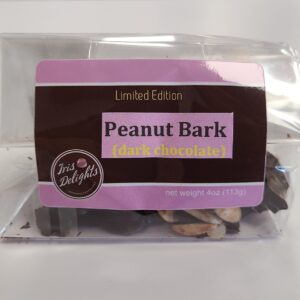 Limited Edition
Peanut Bark
(dark chocolate)
Iris
Delights
net weight 4oz (113g)